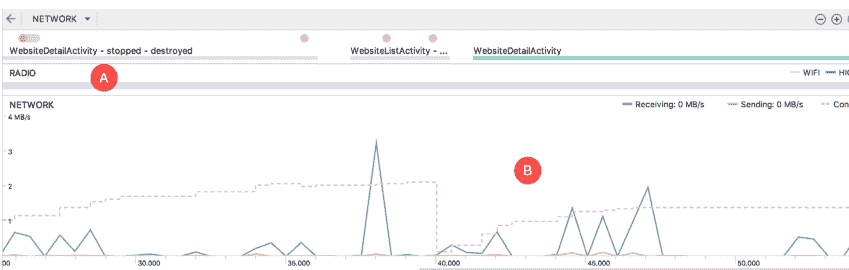 NETWORK
WebsiteDetailActivity - stopped - destroyed
WebsiteListActivity - ...
WebsiteDetailActivity
RADIO
A
WIFI
HIG
NETWORK
Receiving: 0 MB/s
Sending: 0 MB/s
Con
4 MB/s
3
2
1
B
00
30.000
35.000
40.000
45.000
50.000